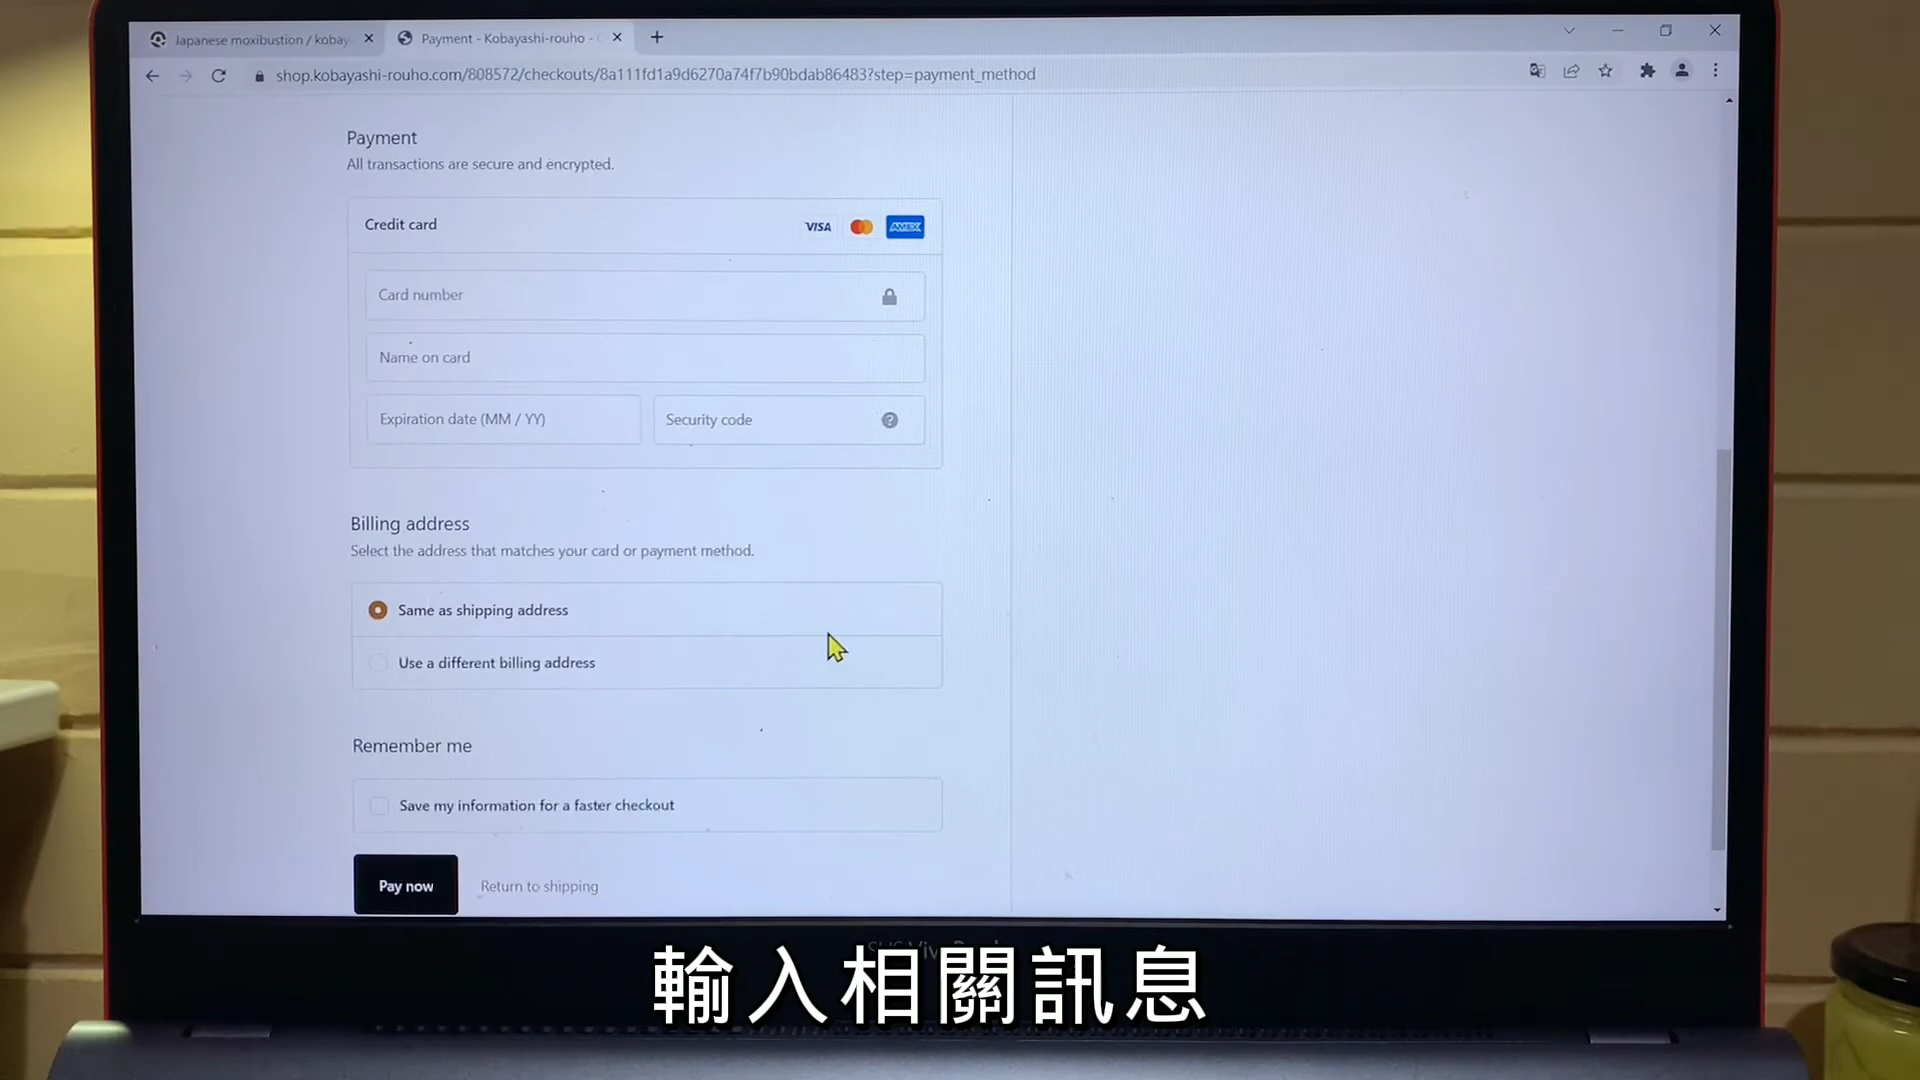 Japanese moxibustion / kobay
Payment - Kobayashi-rouho -
shop.kobayashi-rouho.com/808572/checkouts/8a111fd1a9d6270a74f7b90bdab86483?step=payment_method
Payment
All transactions are secure and encrypted.
Credit card
VISA
AMEX
Card number
Name on card
Expiration date (MM / YY)
Security code
Billing address
Select the address that matches your card or payment method.
Same as shipping address
Use a different billing address
Remember me
Save my information for a faster checkout
Pay now
Return to shipping
輸入相關訊息